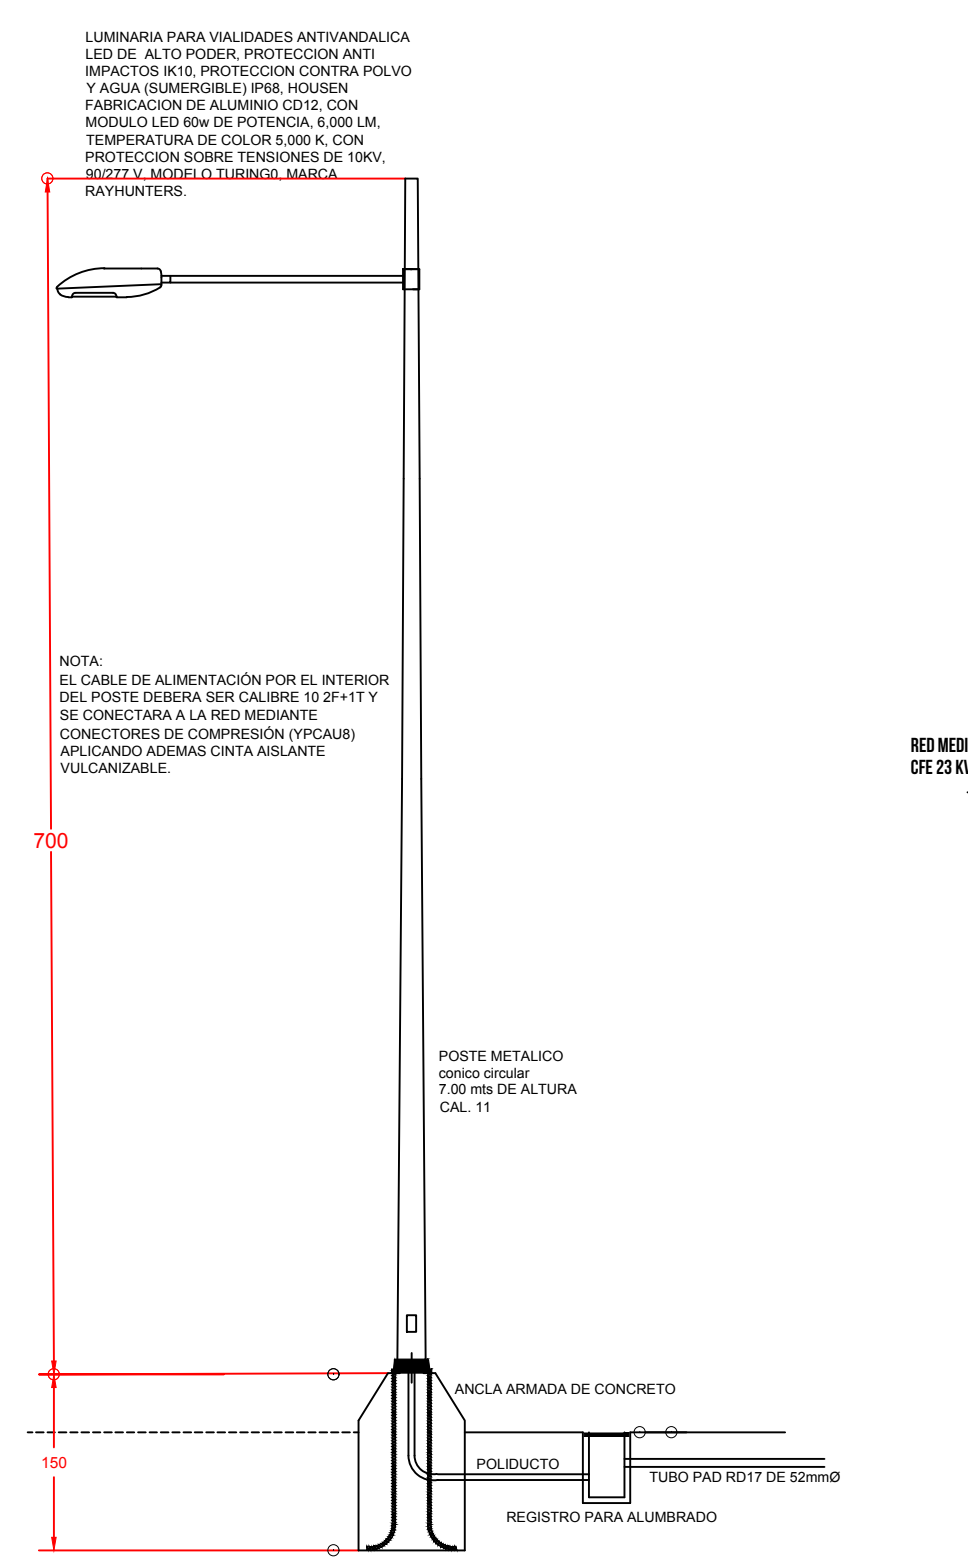 LUMINARIA PARA VIALIDADES ANTIVANDALICA
LED DE ALTO PODER, PROTECCION ANTI
IMPACTOS IK10, PROTECCION CONTRA POLVO
Y AGUA (SUMERGIBLE) IP68, HOUSEN
FABRICACION DE ALUMINIO CD12, CON
MODULO LED 60w DE POTENCIA, 6,000 LM,
TEMPERATURA DE COLOR 5,000 K, CON
PROTECCION SOBRE TENSIONES DE 10KV,
90/277 V, MODELO TURING0, MARCA
RAYHUNTERS.
NOTA:
EL CABLE DE ALIMENTACIÓN POR EL INTERIOR
DEL POSTE DEBERA SER CALIBRE 10 2F+1T Y
SE CONECTARA A LA RED MEDIANTE
CONECTORES DE COMPRESIÓN (YPCAU8)
APLICANDO ADEMAS CINTA AISLANTE
VULCANIZABLE.
RED MEDI
CFE 23 KV
700
POSTE METALICO
conico circular
7.00 mts DE ALTURA
CAL. 11
ANCLA ARMADA DE CONCRETO
150
POLIDUCTO
TUBO PAD RD17 DE 52mmØ
REGISTRO PARA ALUMBRADO